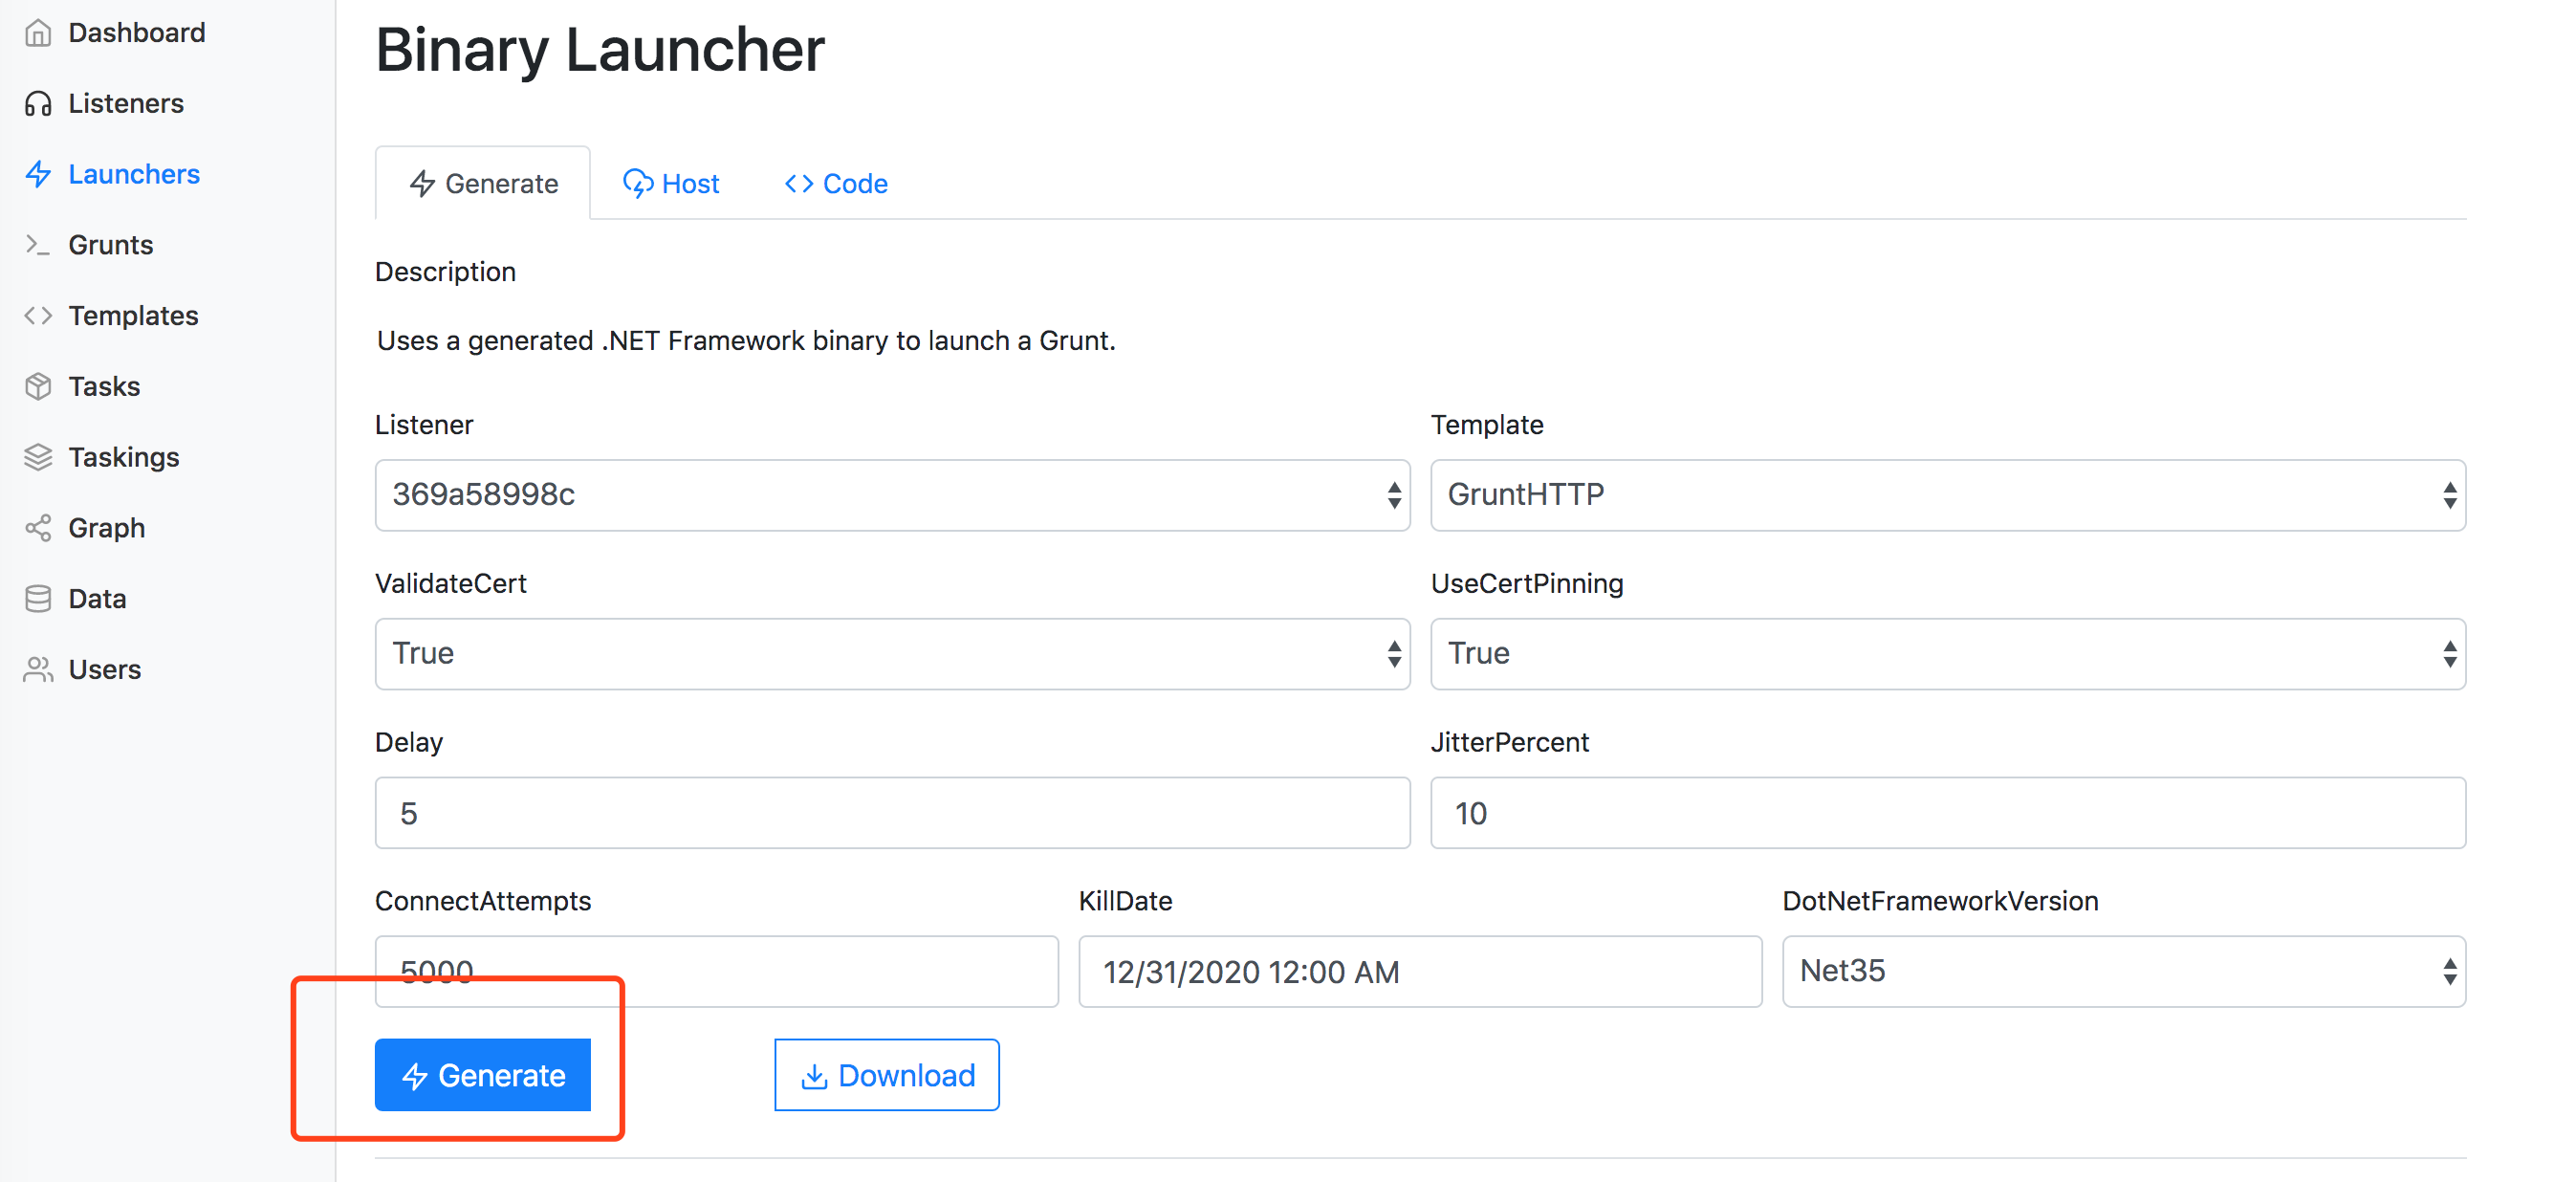 Dashboard
Listeners
Launchers
Grunts
Templates
Tasks
Taskings
Graph
Data
Users
Binary Launcher
Generate
Host
Code
Description
Uses a generated .NET Framework binary to launch a Grunt.
Listener
Template
369a58998c
GruntHTTP
ValidateCert
UseCertPinning
True
True
Delay
JitterPercent
5
10
ConnectAttempts
KillDate
DotNetFrameworkVersion
5000
12/31/2020 12:00 AM
Net35
Generate
Download